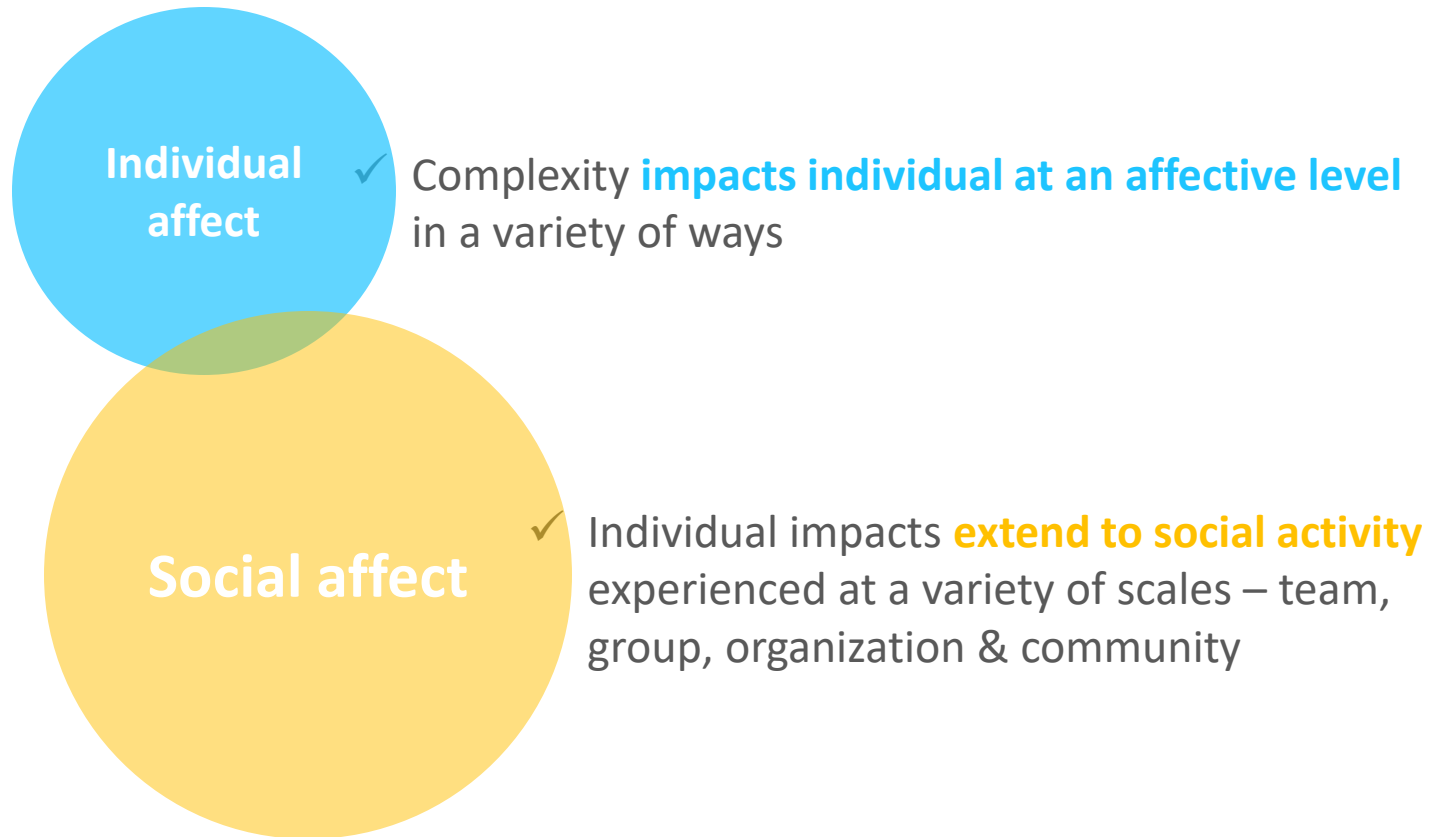 Individual
affect
✓ Complexity impacts individual at an affective level
in a variety of ways
Social affect
✓ Individual impacts extend to social activity
experienced at a variety of scales – team,
group, organization & community